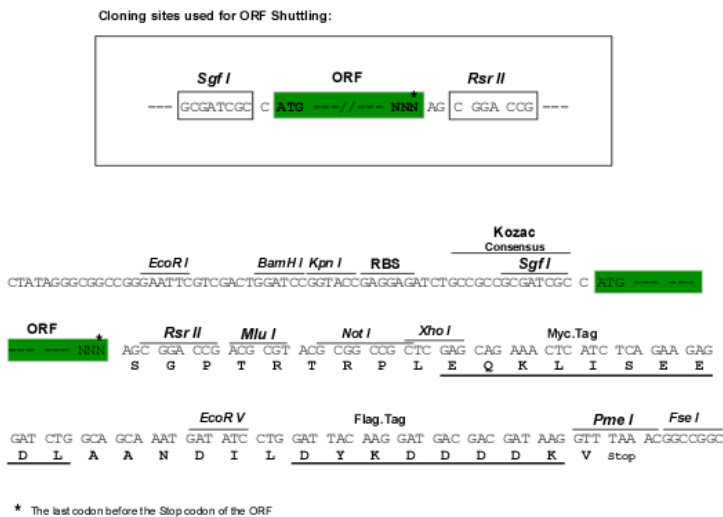 Cloning sites used for ORF Shuttling:
Sgf I ORF Rsr II
--- GCGATCGC C ATG ---//--- NNN AG C GGA CCG ---
*
Kozac
Consensus
EcoR I BamH I Kpn I RBS Sgf I
CTATAGGGCGGCCGGGAATTCGTCGACTGGATCCGGTACCGAGGAGATCTGCCGCCGCGATCGC C ATG --- ---
ORF * Rsr II Mlu I Not I Xho I Myc.Tag
--- --- NNN AGC GGA CCG ACG CGT ACG CGG CCG CTC GAG CAG AAA CTC ATC TCA GAA GAG
S G P T R T R P L E Q K L I S E E
EcoR V Flag.Tag Pme I Fse I
GAT CTG GCA GCA AAT GAT ATC CTG GAT TAC AAG GAT GAC GAC GAT AAG GTT TAA ACGGCCGGC
D L A A N D I L D Y K D D D D K V Stop
* The last codon before the Stop codon of the ORF